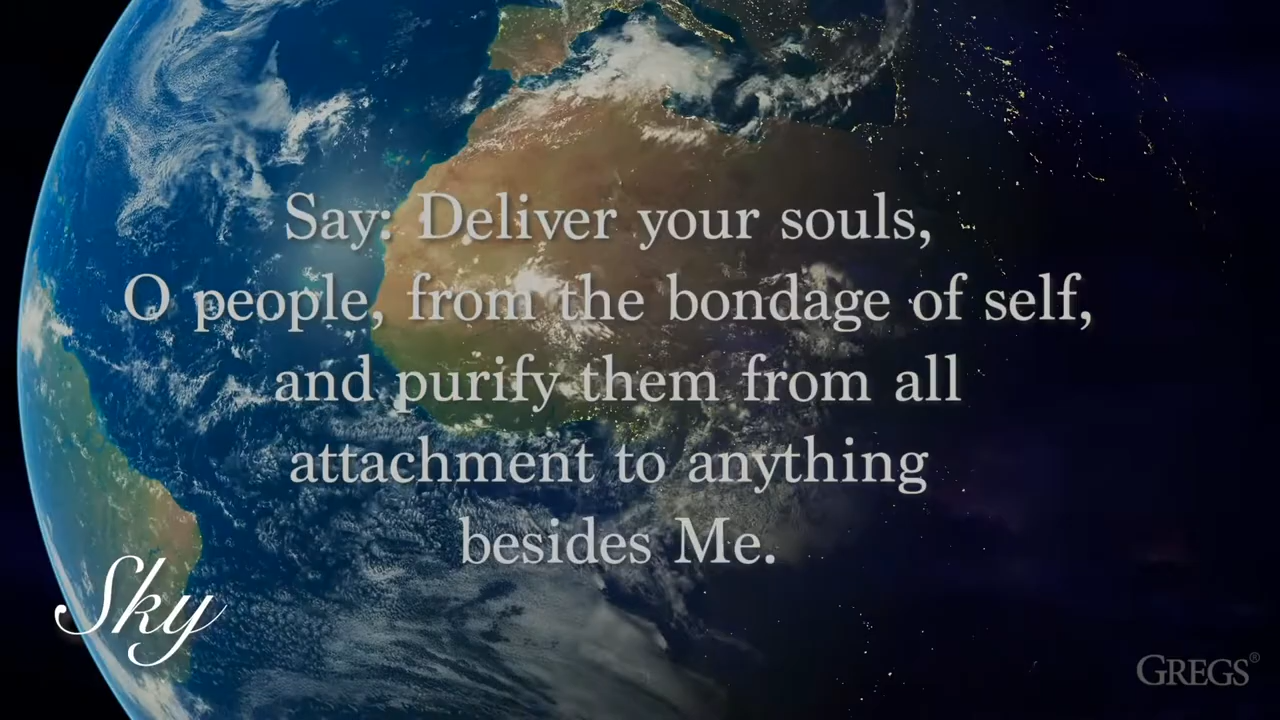 Say: Deliver your souls,
O people, from the bondage of self,
and purify them from all
attachment to anything
besides Me.
Sky
GREGS®